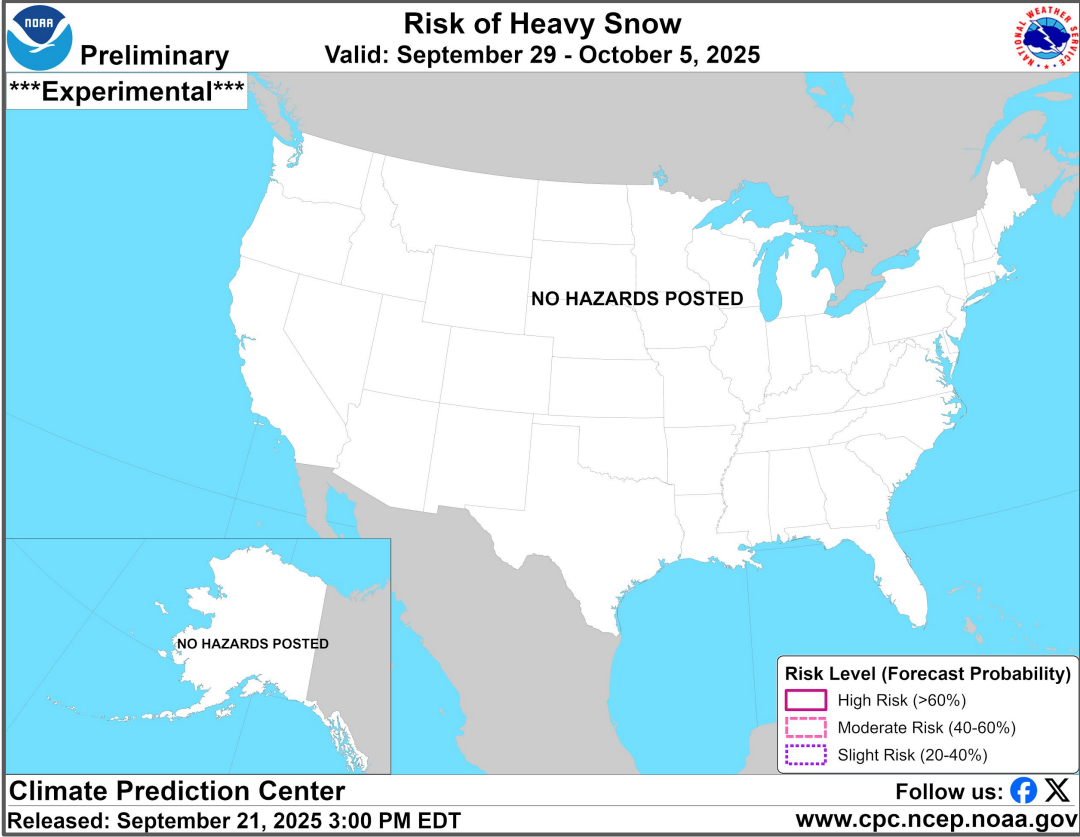 NOAA
Preliminary
Risk of Heavy Snow
Valid: September 29 - October 5, 2025
NATIONAL WEATHER SERVICE
***Experimental***
NO HAZARDS POSTED
NO HAZARDS POSTED
Risk Level (Forecast Probability)
High Risk (>60%)
Moderate Risk (40-60%)
Slight Risk (20-40%)
Climate Prediction Center
Follow us:
Released: September 21, 2025 3:00 PM EDT
www.cpc.ncep.noaa.gov